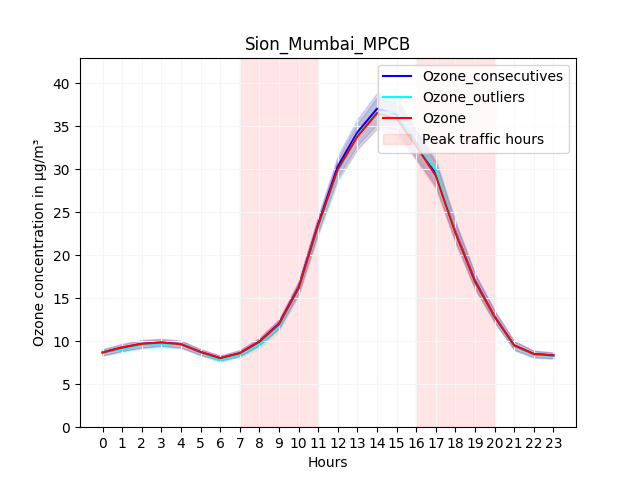 Sion_Mumbai_MPCB
Ozone concentration in µg/m³
40
35
30
25
20
15
10
5
0
Ozone_consecutives
Ozone_outliers
Ozone
Peak traffic hours
0 1 2 3 4 5 6 7 8 9 10 11 12 13 14 15 16 17 18 19 20 21 22 23
Hours